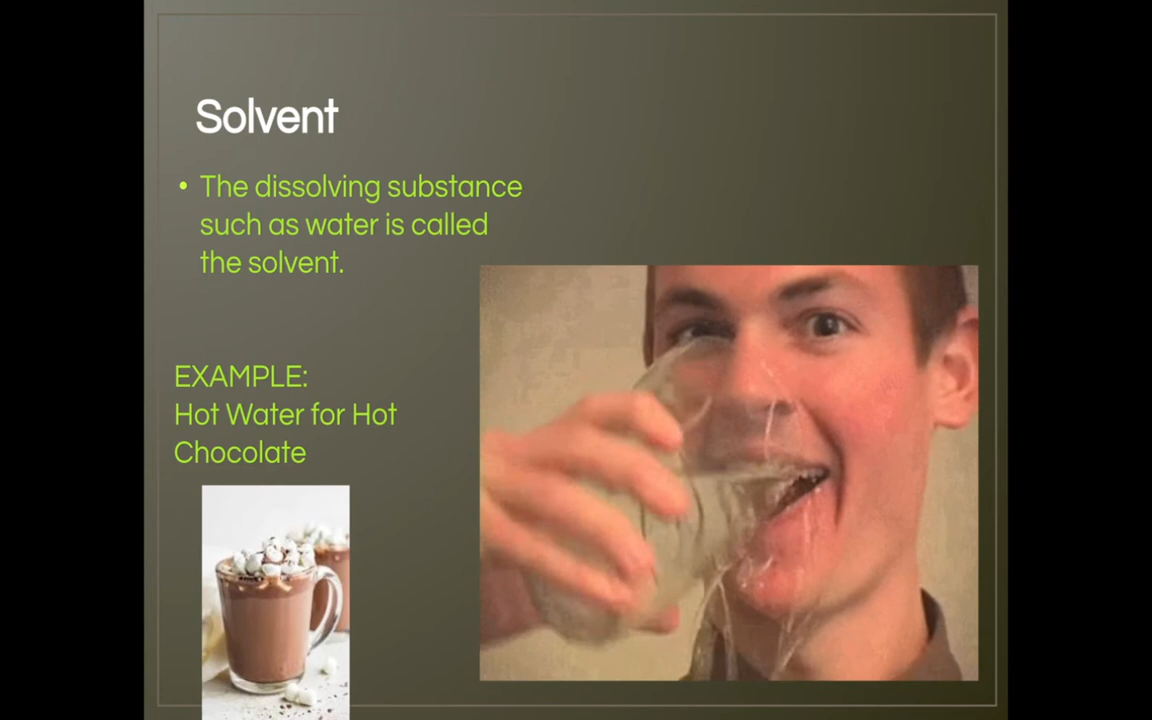 Solvent
• The dissolving substance
such as water is called
the solvent.
EXAMPLE:
Hot Water for Hot
Chocolate